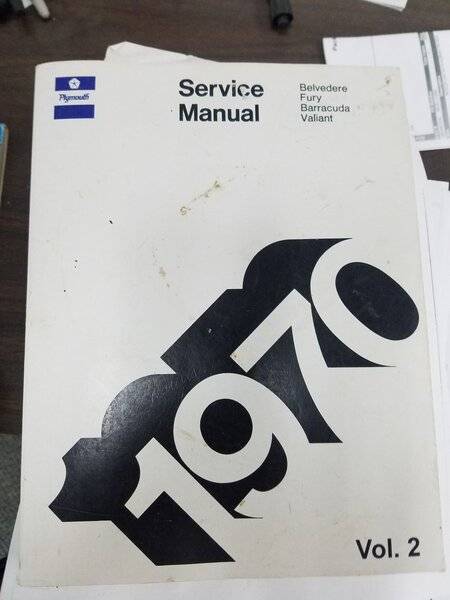 Plymouth
Service
Manual
Belvedere
Fury
Barracuda
Valiant
1970
Vol. 2